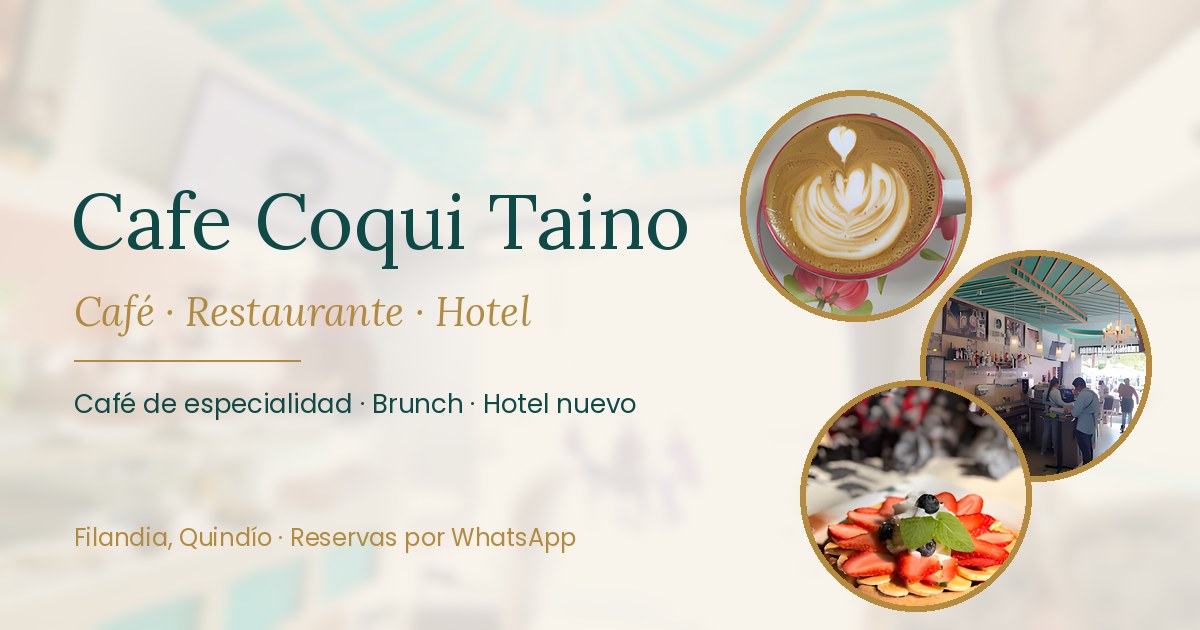 Cafe Coqui Taino
Café · Restaurante · Hotel
Café de especialidad · Brunch · Hotel nuevo
Filandia, Quindío · Reservas por WhatsApp